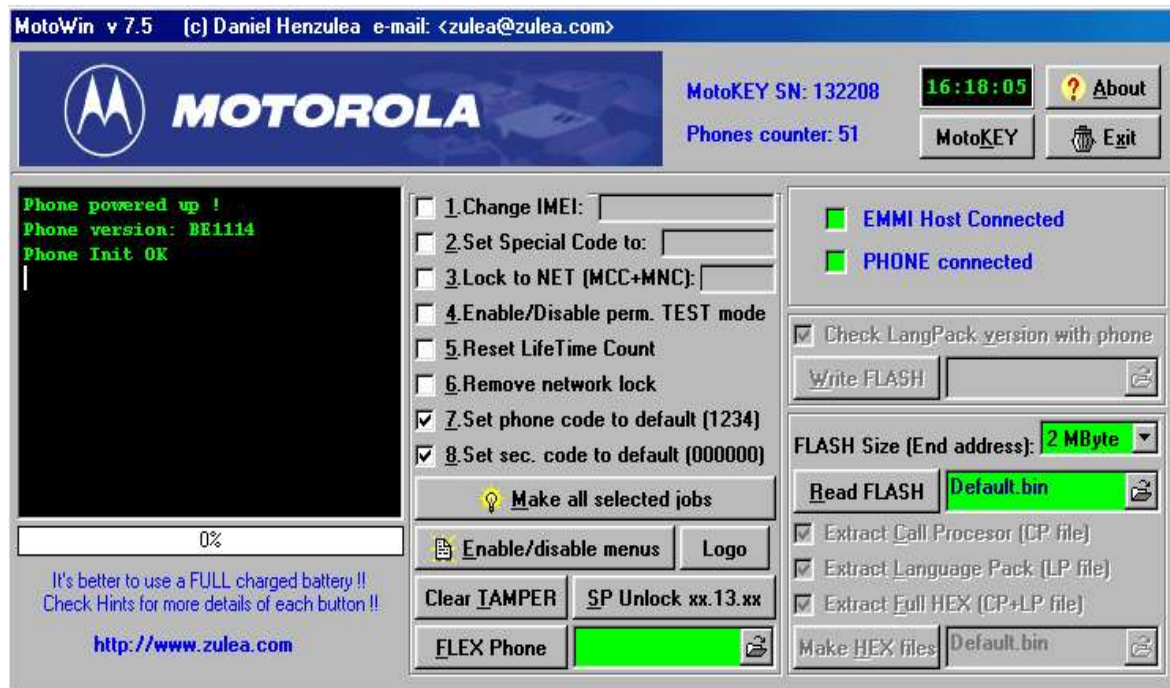 MotoWin v 7.5 (c) Daniel Henzulea e-mail: <zulea@zulea.com>
MOTOROLA
MotoKEY SN: 132208
Phones counter: 51
16:18:05
About
MotoKEY
Exit
Phone powered up !
Phone version: BE1114
Phone Init OK
0%
It's better to use a FULL charged battery !!
Check Hints for more details of each button !!
http://www.zulea.com
1.Change IMEI:
2.Set Special Code to:
3.Lock to NET (MCC+MNC):
4.Enable/Disable perm. TEST mode
5.Reset LifeTime Count
6.Remove network lock
7.Set phone code to default (1234)
8.Set sec. code to default (000000)
Make all selected jobs
Enable/disable menus
Logo
Clear TAMPER
SP Unlock xx.13.xx
FLEX Phone
EMMI Host Connected
PHONE connected
Check LangPack version with phone
Write FLASH
FLASH Size (End address): 2 MByte
Read FLASH
Default.bin
Extract Call Procesor (CP file)
Extract Language Pack (LP file)
Extract Full HEX (CP+LP file)
Make HEX files
Default.bin